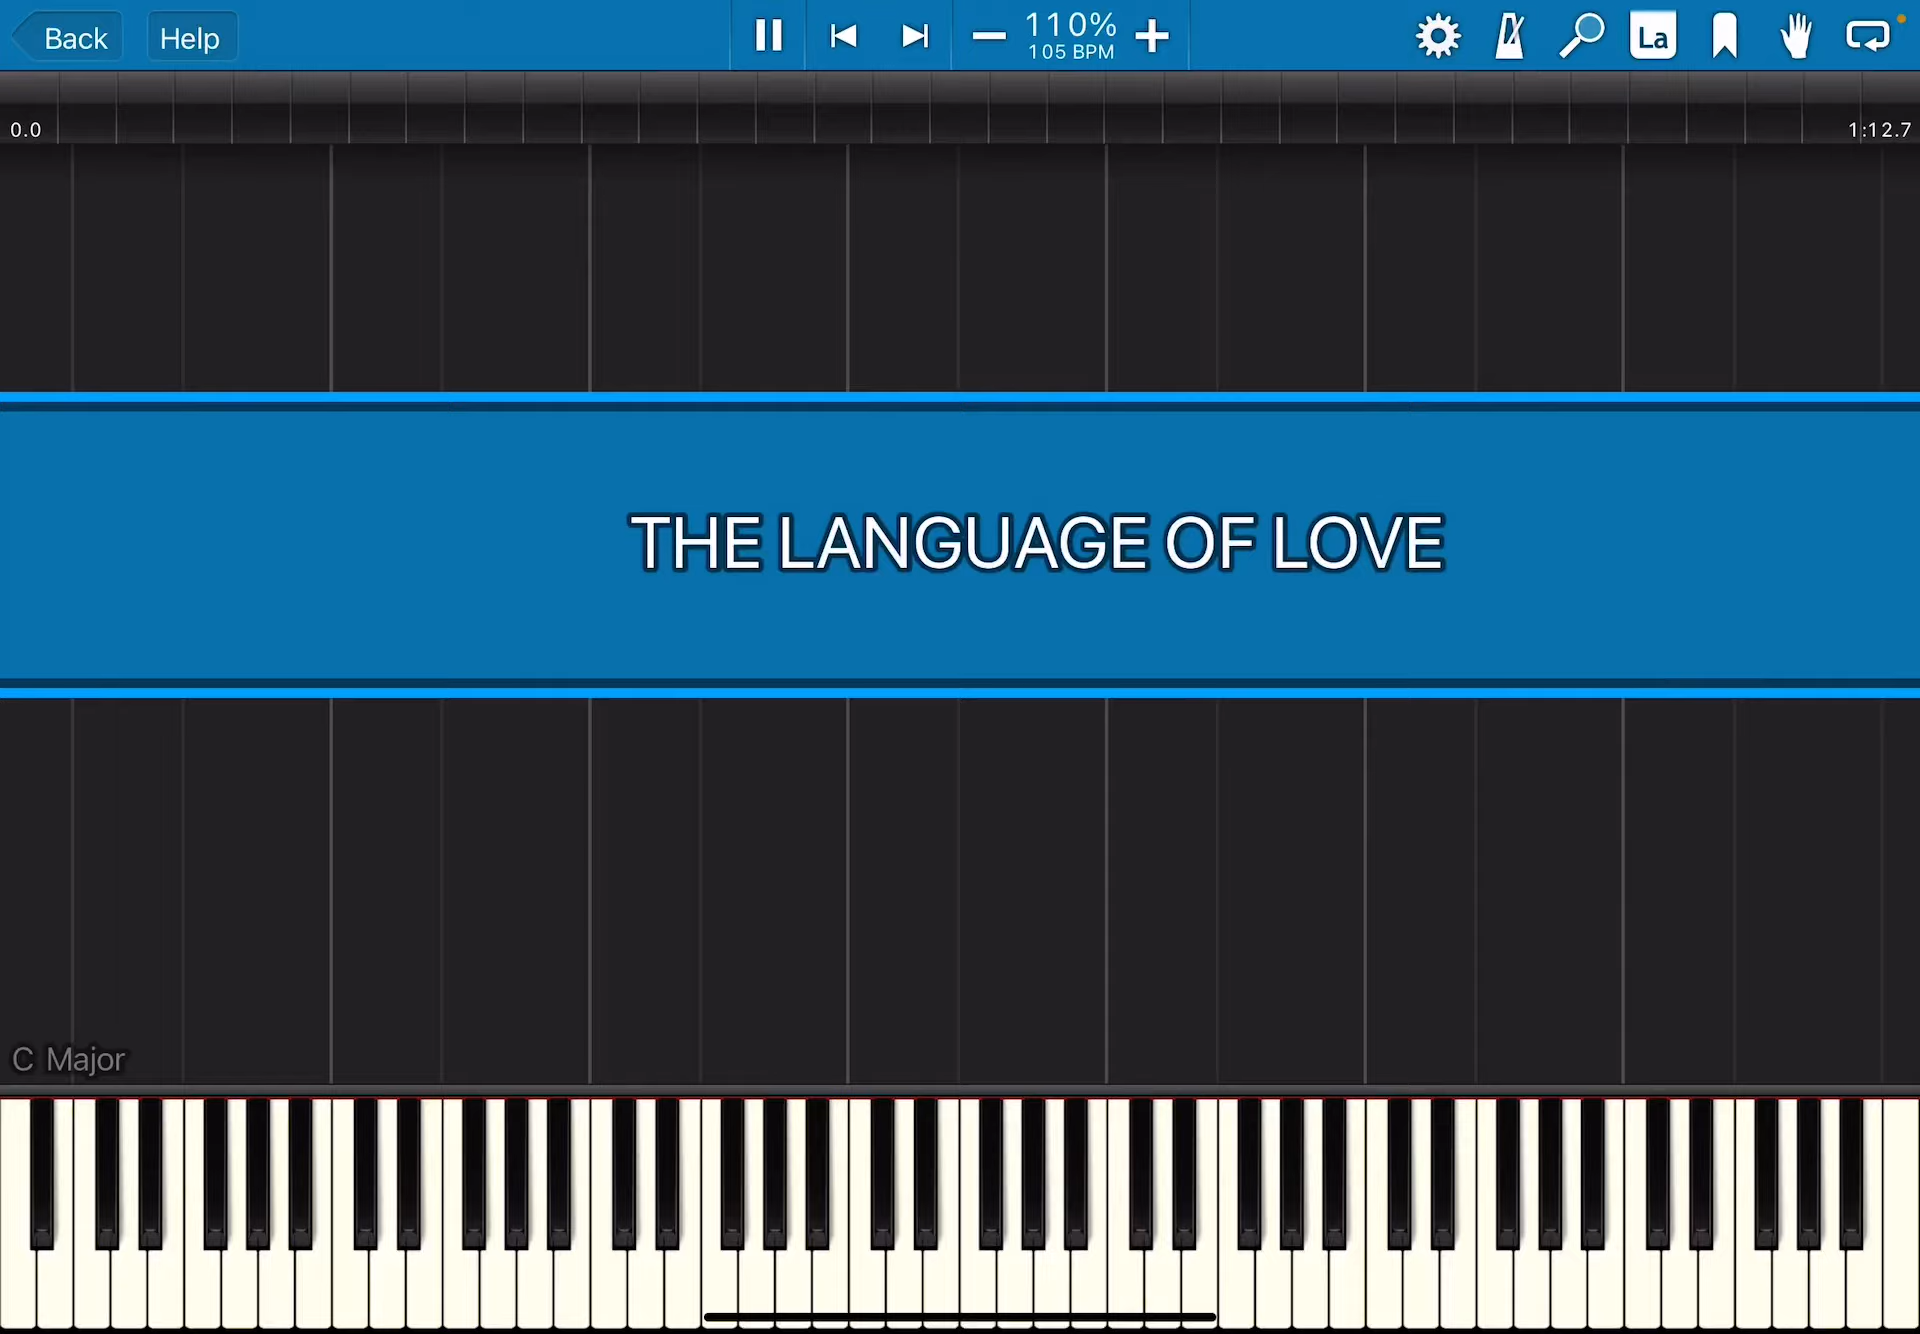 Back Help 110% La
105 BPM
0.0 1:12.7
THE LANGUAGE OF LOVE
C Major